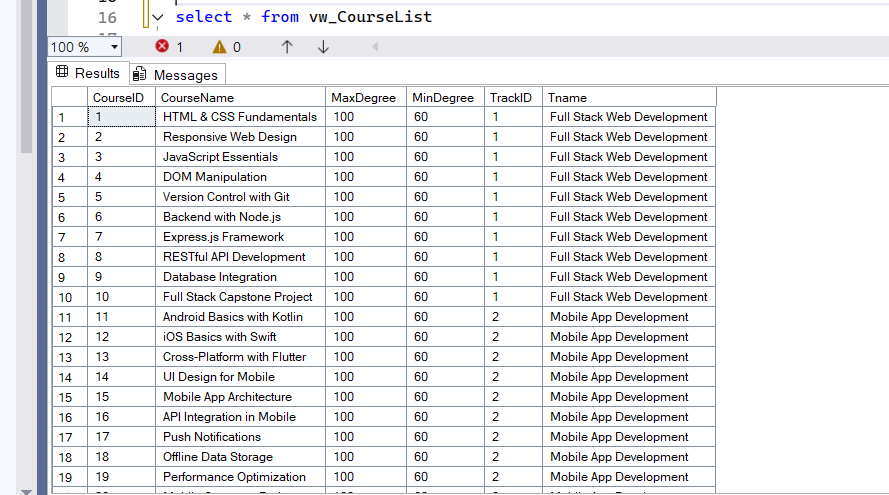 16 select * from vw_CourseList
100 % 1 0
Results Messages
CourseID CourseName MaxDegree MinDegree TrackID Tname
1 1 HTML & CSS Fundamentals 100 60 1 Full Stack Web Development
2 2 Responsive Web Design 100 60 1 Full Stack Web Development
3 3 JavaScript Essentials 100 60 1 Full Stack Web Development
4 4 DOM Manipulation 100 60 1 Full Stack Web Development
5 5 Version Control with Git 100 60 1 Full Stack Web Development
6 6 Backend with Node.js 100 60 1 Full Stack Web Development
7 7 Express.js Framework 100 60 1 Full Stack Web Development
8 8 RESTful API Development 100 60 1 Full Stack Web Development
9 9 Database Integration 100 60 1 Full Stack Web Development
10 10 Full Stack Capstone Project 100 60 1 Full Stack Web Development
11 11 Android Basics with Kotlin 100 60 2 Mobile App Development
12 12 iOS Basics with Swift 100 60 2 Mobile App Development
13 13 Cross-Platform with Flutter 100 60 2 Mobile App Development
14 14 UI Design for Mobile 100 60 2 Mobile App Development
15 15 Mobile App Architecture 100 60 2 Mobile App Development
16 16 API Integration in Mobile 100 60 2 Mobile App Development
17 17 Push Notifications 100 60 2 Mobile App Development
18 18 Offline Data Storage 100 60 2 Mobile App Development
19 19 Performance Optimization 100 60 2 Mobile App Development